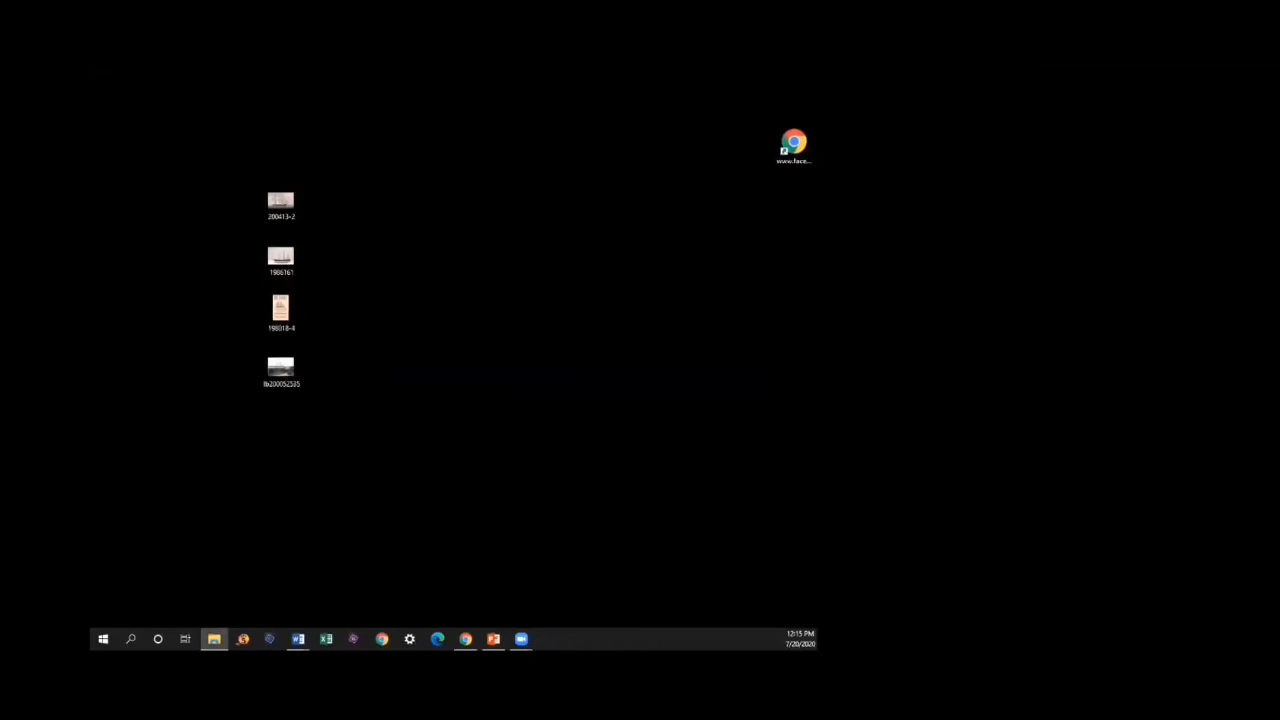 www.face...
200413-2
1986161
198018-4
lb200052535
12:15 PM
7/20/2020